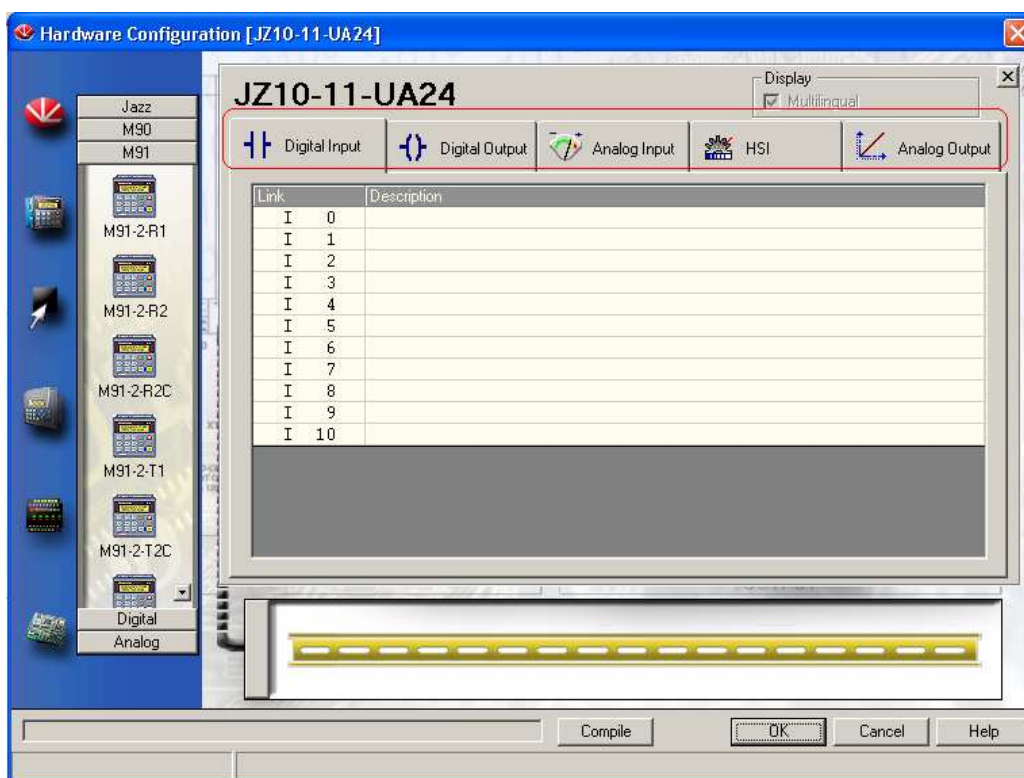 Hardware Configuration [JZ10-11-UA24]
Jazz
M90
M91
M91-2-R1
M91-2-R2
M91-2-R2C
M91-2-T1
M91-2-T2C
Digital
Analog
JZ10-11-UA24
Display
Multilingual
Digital Input
Digital Output
Analog Input
HSI
Analog Output
Link Description
I 0
I 1
I 2
I 3
I 4
I 5
I 6
I 7
I 8
I 9
I 10
Compile
OK
Cancel
Help